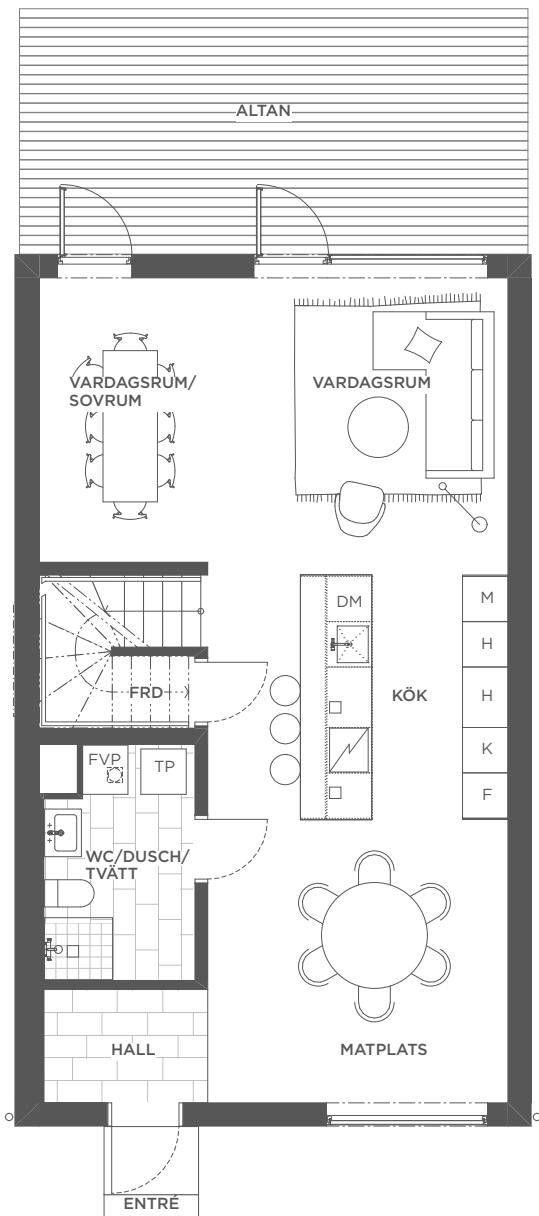 ALTAN
VARDAGSRUM/
SOVRUM
VARDAGSRUM
DM
M
H
FRD
KÖK
H
FVP
TP
K
F
WC/DUSCH/
TVÄTT
HALL
MATPLATS
ENTRÉ